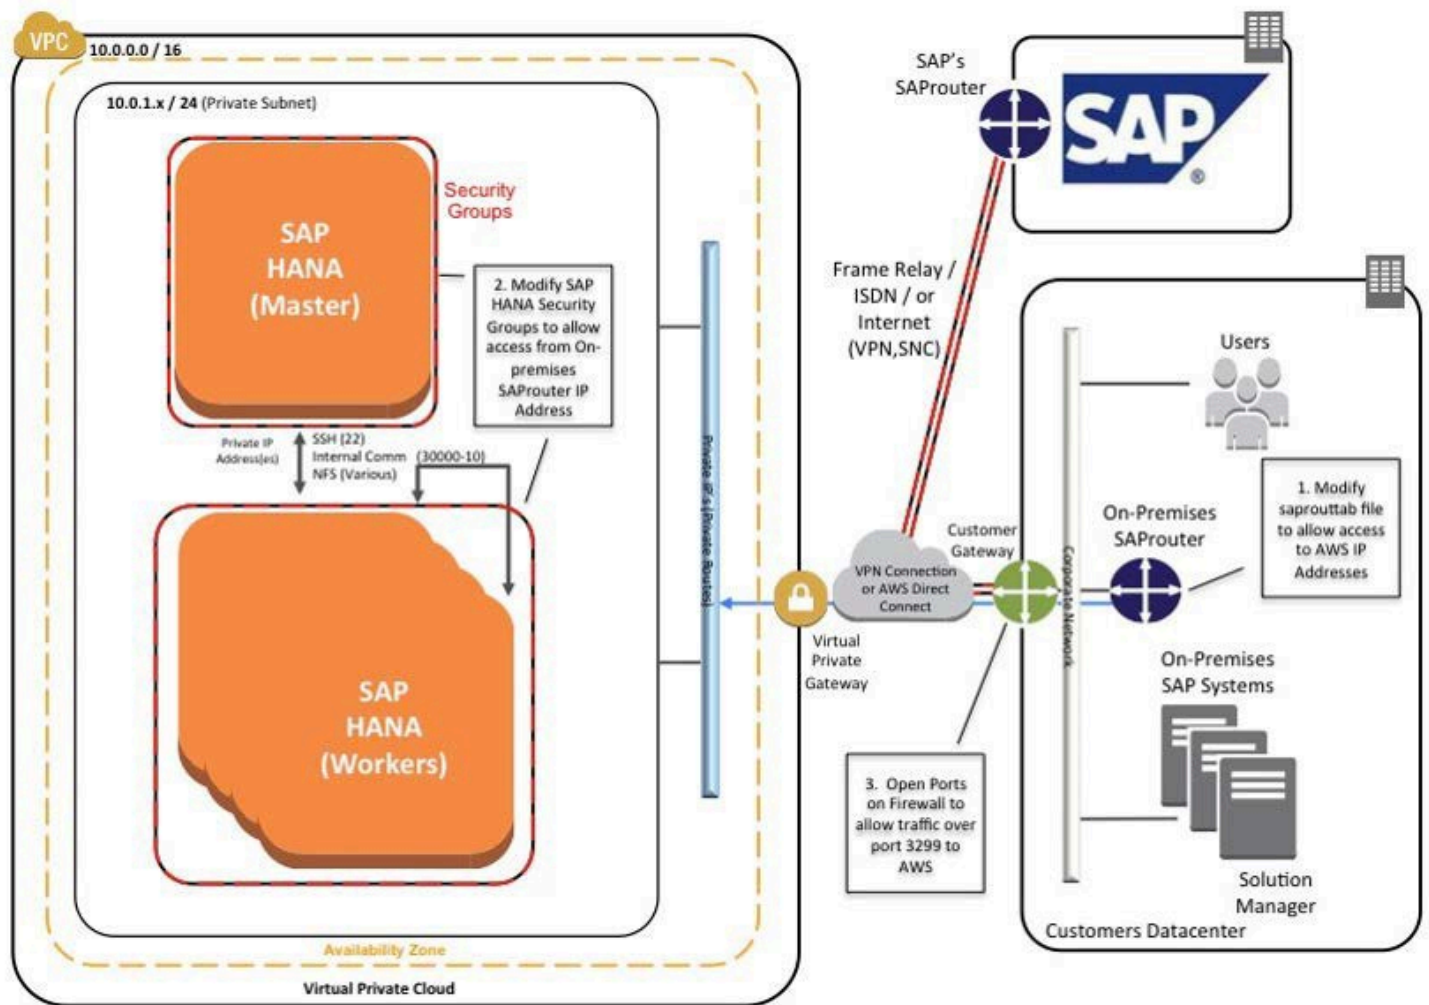 VPC
10.0.0.0 / 16
10.0.1.x / 24 (Private Subnet)
SAP
HANA
(Master)
Security
Groups
2. Modify SAP
HANA Security
Groups to allow
access from On-
premises
SAProuter IP
Address
Private IP
Address(es)
SSH (22)
Internal Comm (30000-10)
NFS (Various)
SAP
HANA
(Workers)
Private IP's (Private Routes)
Availability Zone
Virtual Private Cloud
SAP's
SAProuter
SAP
®
Frame Relay /
ISDN / or
Internet
(VPN,SNC)
VPN Connection
or AWS Direct
Connect
Virtual
Private
Gateway
Customer
Gateway
3. Open Ports
on Firewall to
allow traffic over
port 3299 to
AWS
Corporate Network
Users
On-Premises
SAProuter
1. Modify
saprouttab file
to allow access
to AWS IP
Addresses
On-Premises
SAP Systems
Solution
Manager
Customers Datacenter